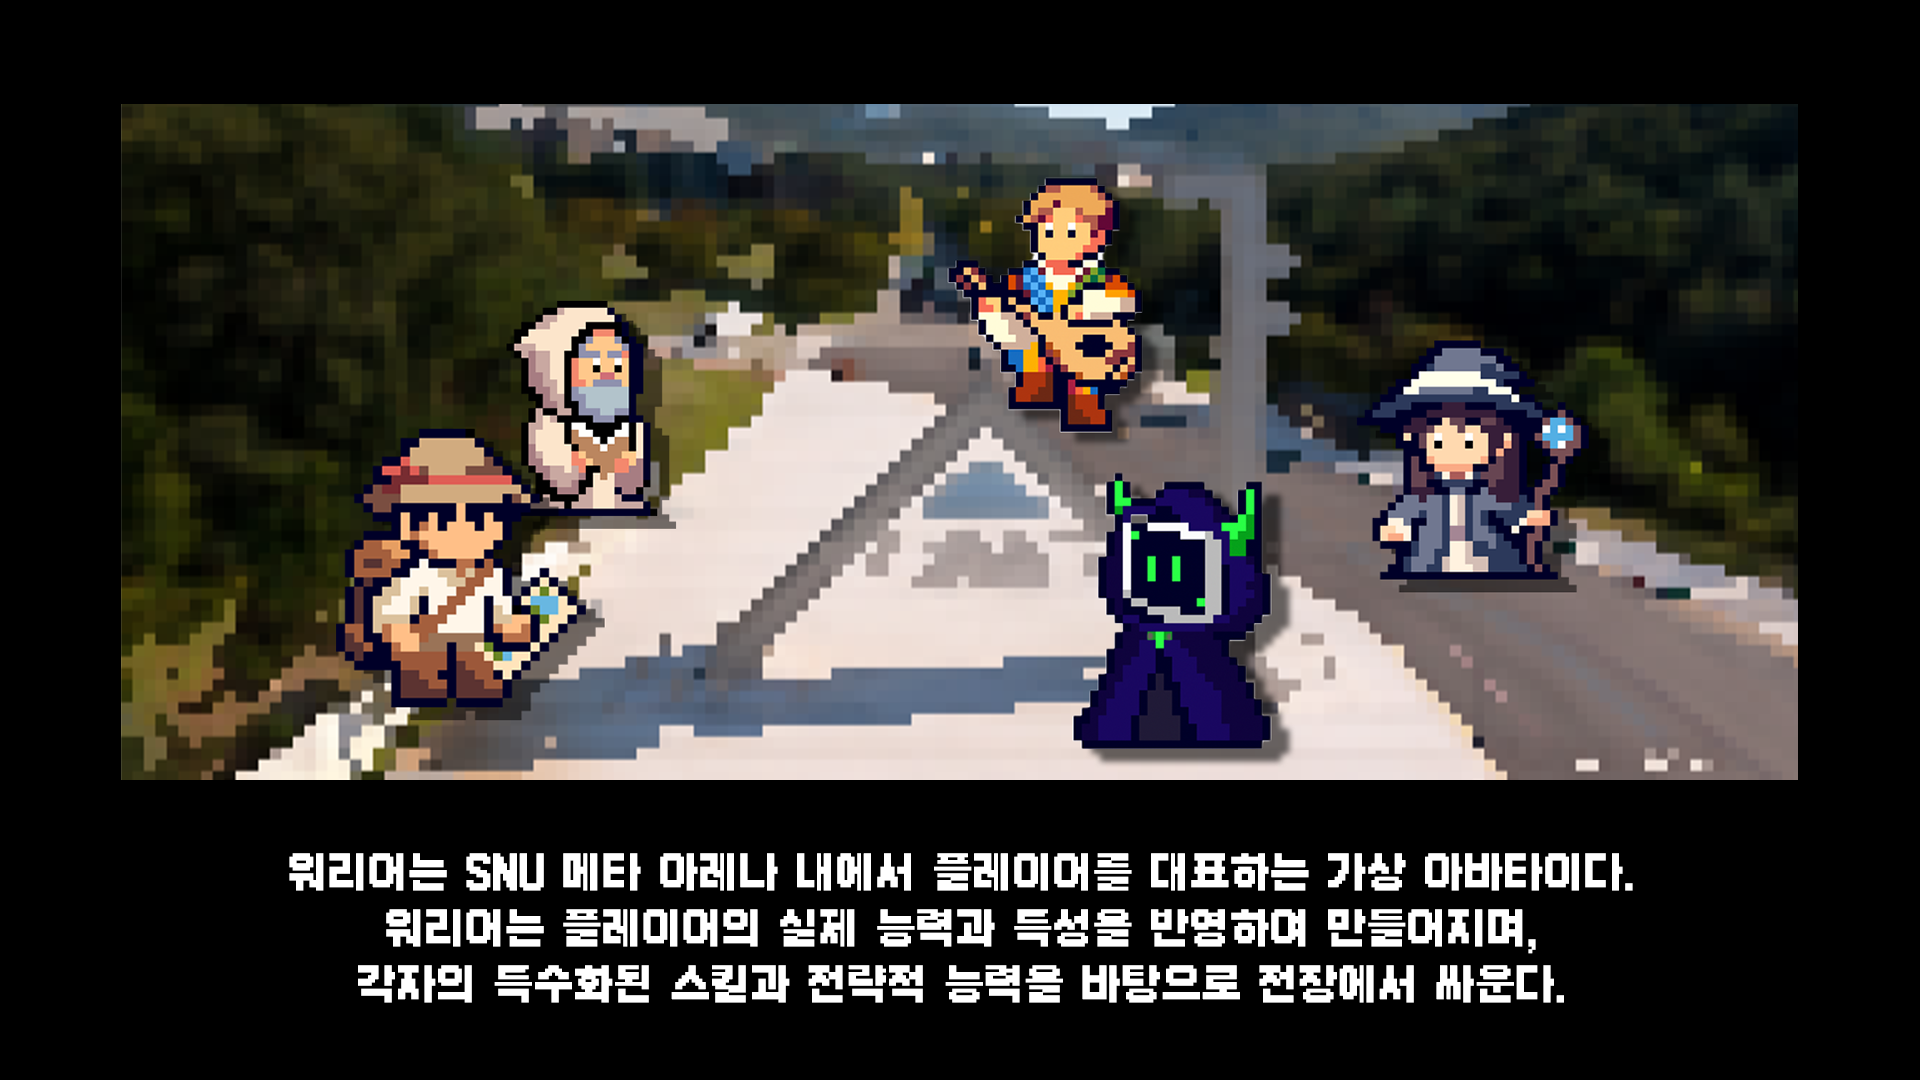 워리어는 SNU 메타 아레나 내에서 플레이어를 대표하는 가상 아바타이다.
워리어는 플레이어의 실제 능력과 특성을 반영하여 만들어지며,
각자의 특수화된 스킬과 전략적 능력을 바탕으로 전장에서 싸운다.